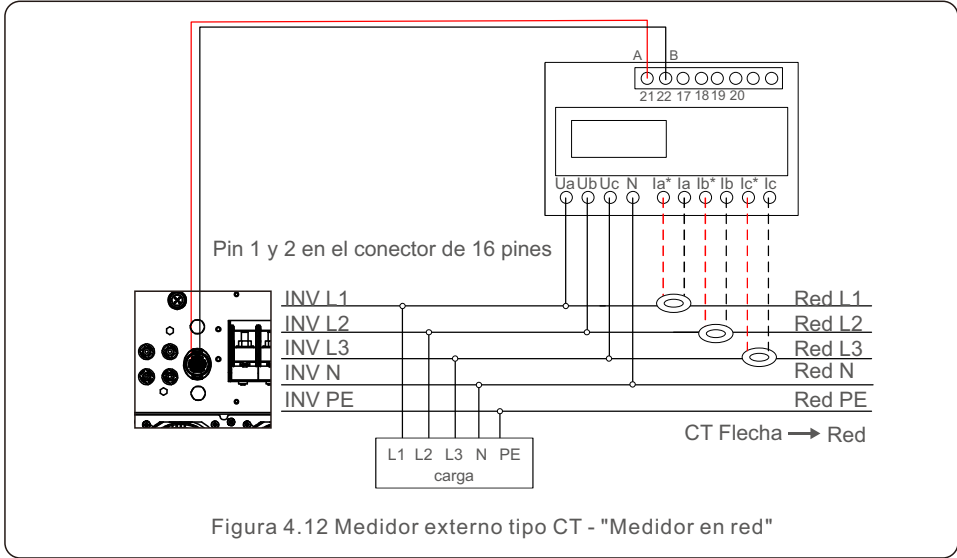 A B
21 22 17 18 19 20
Ua Ub Uc N Ia* Ia Ib* Ib Ic* Ic
Pin 1 y 2 en el conector de 16 pines
INV L1 Red L1
INV L2 Red L2
INV L3 Red L3
INV N Red N
INV PE Red PE
CT Flecha → Red
L1 L2 L3 N PE
carga
Figura 4.12 Medidor externo tipo CT - "Medidor en red"